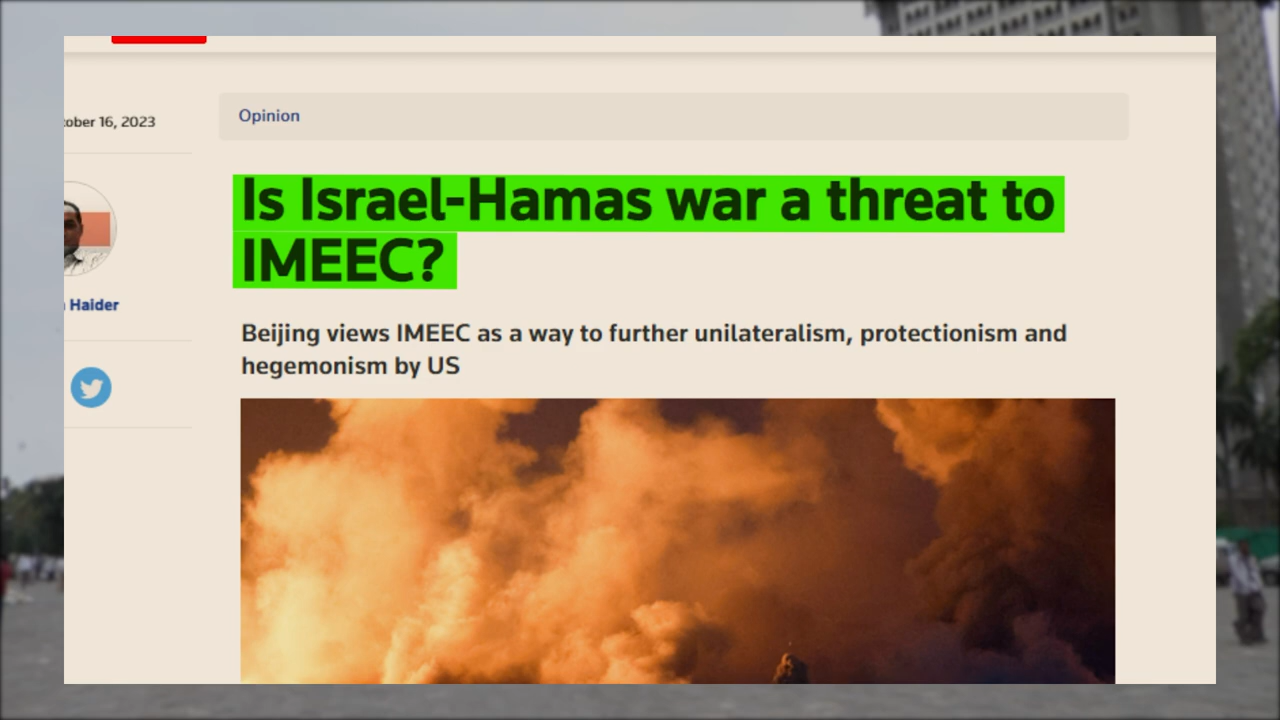 October 16, 2023
Opinion
Is Israel-Hamas war a threat to
IMEEC?
Haider
Beijing views IMEEC as a way to further unilateralism, protectionism and
hegemonism by US